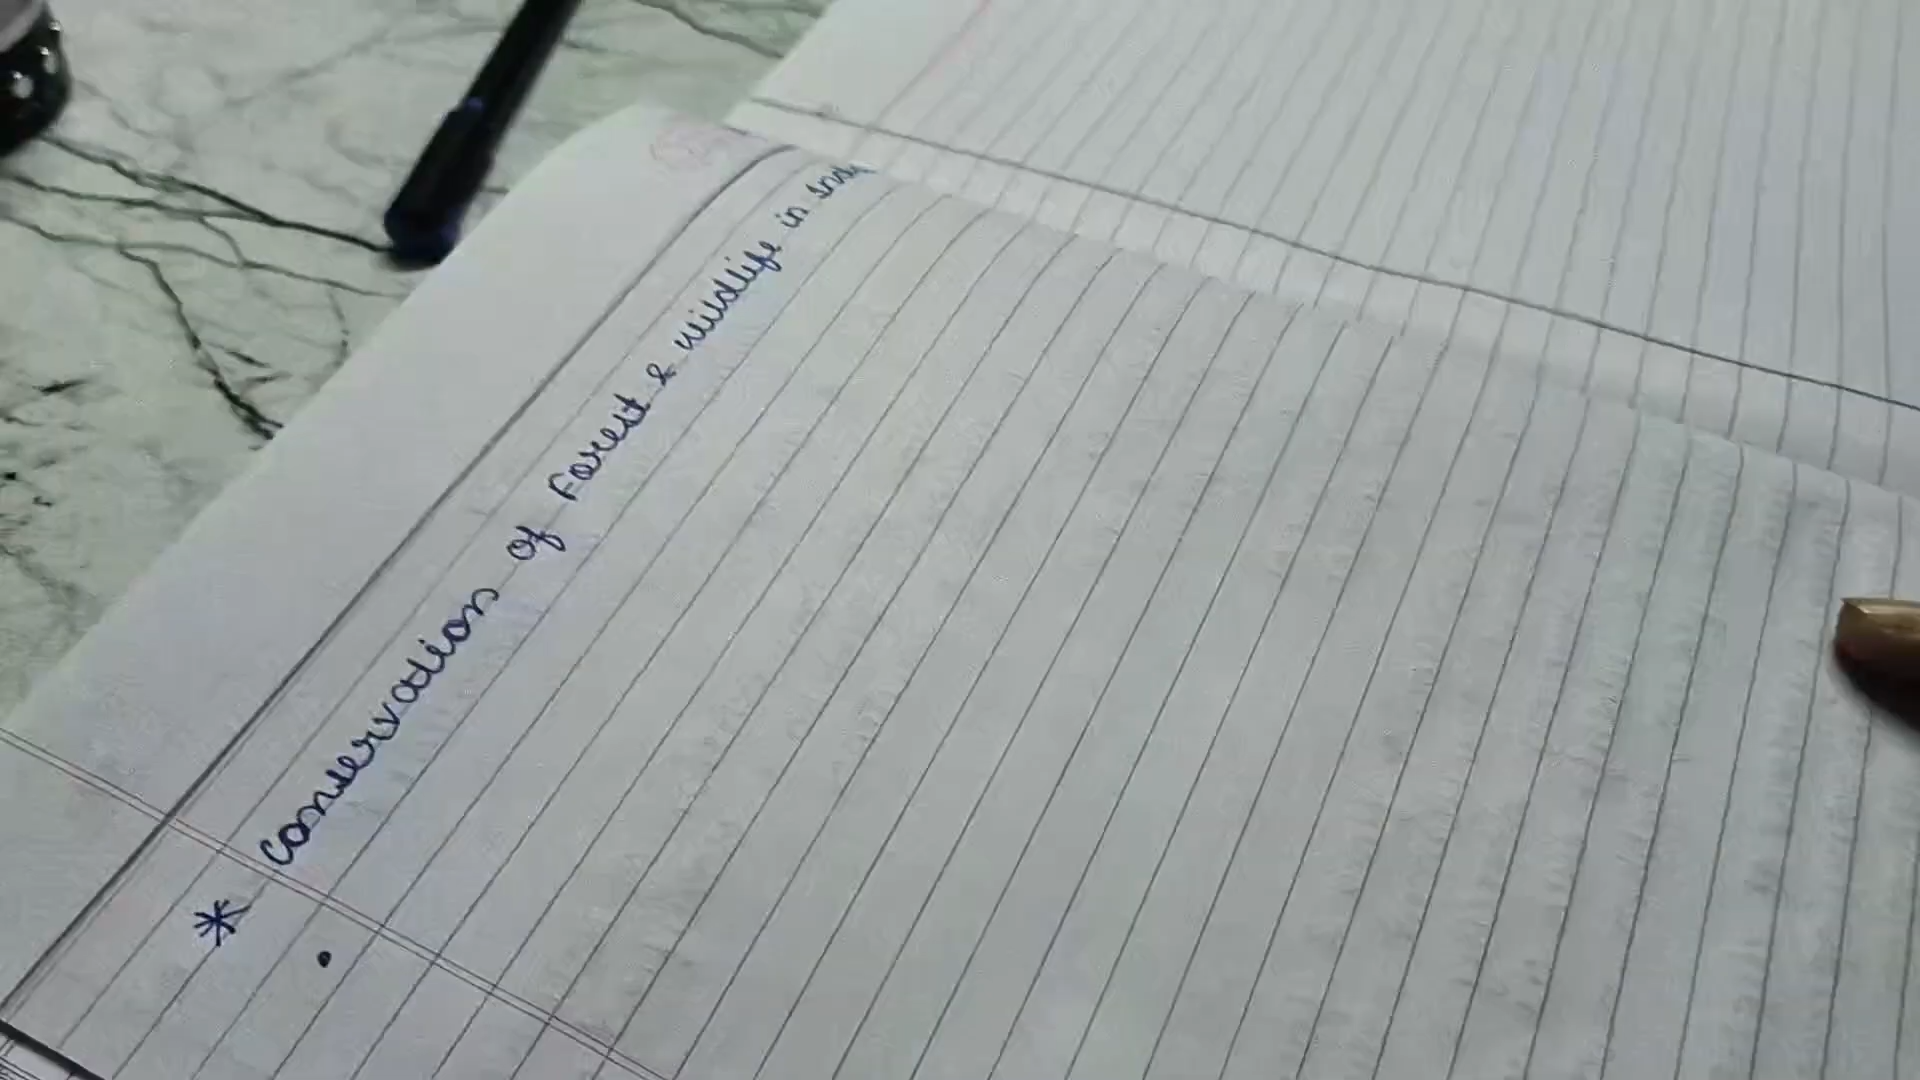 * Conservation of Forest & wildlife in
•